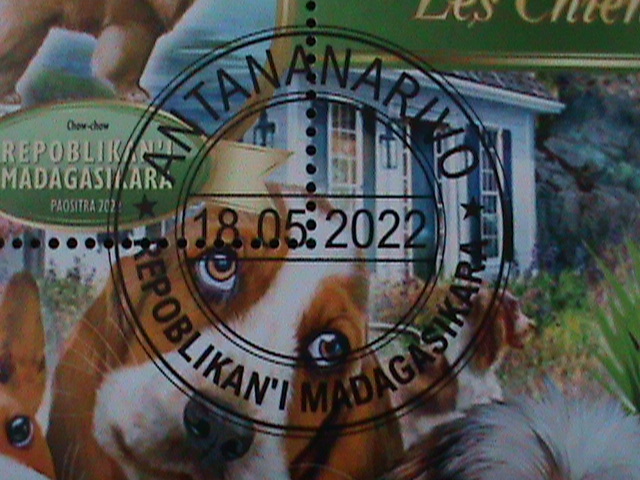 Les Chien
Chow-chow
REPOBLIKAN'I
MADAGASIKARA
PAOSITRA 2022
ANTANANARIVO
18.05.2022
REPOBLIKAN'I MADAGASIKARA